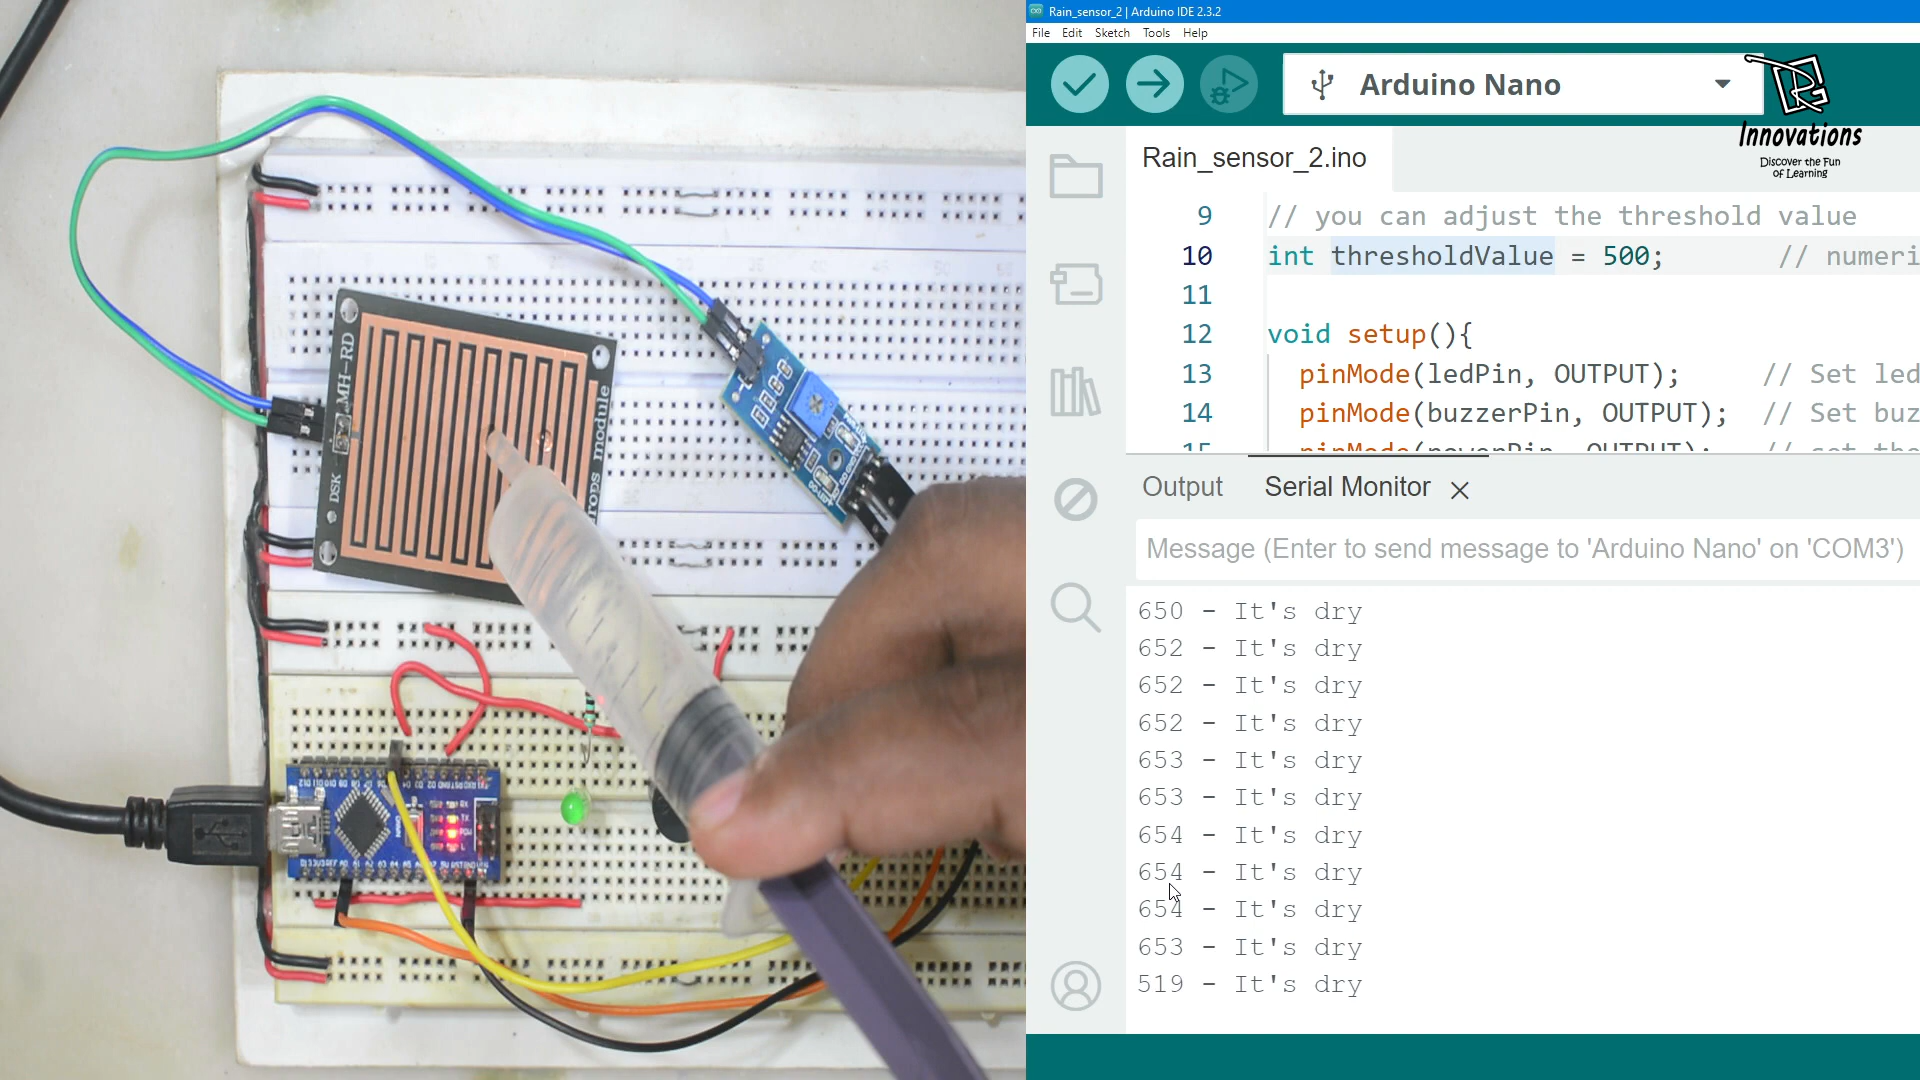 MH-RD
DSK
module
Rain_sensor_2 | Arduino IDE 2.3.2
File Edit Sketch Tools Help
Arduino Nano
Innovations
Discover the Fun
of Learning
Rain_sensor_2.ino
9 // you can adjust the threshold value
10 int thresholdValue = 500; // numeri
11
12 void setup(){
13 pinMode(ledPin, OUTPUT); // Set led
14 pinMode(buzzerPin, OUTPUT); // Set buz
Output Serial Monitor
Message (Enter to send message to 'Arduino Nano' on 'COM3')
650 - It's dry
652 - It's dry
652 - It's dry
652 - It's dry
653 - It's dry
653 - It's dry
654 - It's dry
654 - It's dry
654 - It's dry
653 - It's dry
519 - It's dry